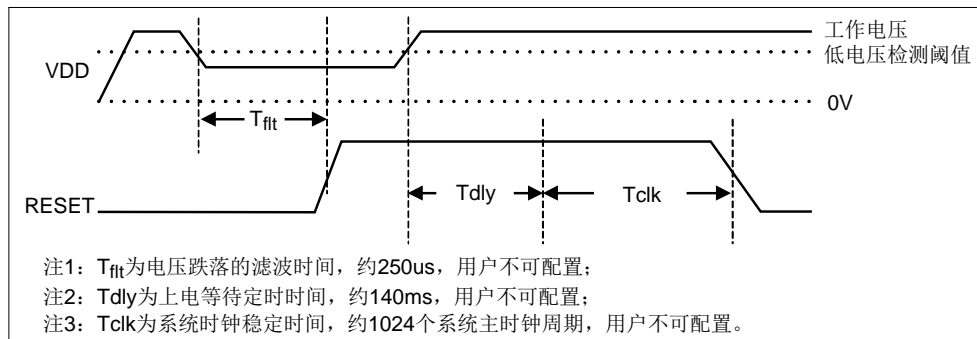 工作电压
低电压检测阈值
VDD
0V
Tflt
Tdly
Tclk
RESET
注1：Tflt为电压跌落的滤波时间，约250us，用户不可配置；
注2：Tdly为上电等待定时时间，约140ms，用户不可配置；
注3：Tclk为系统时钟稳定时间，约1024个系统主时钟周期，用户不可配置。